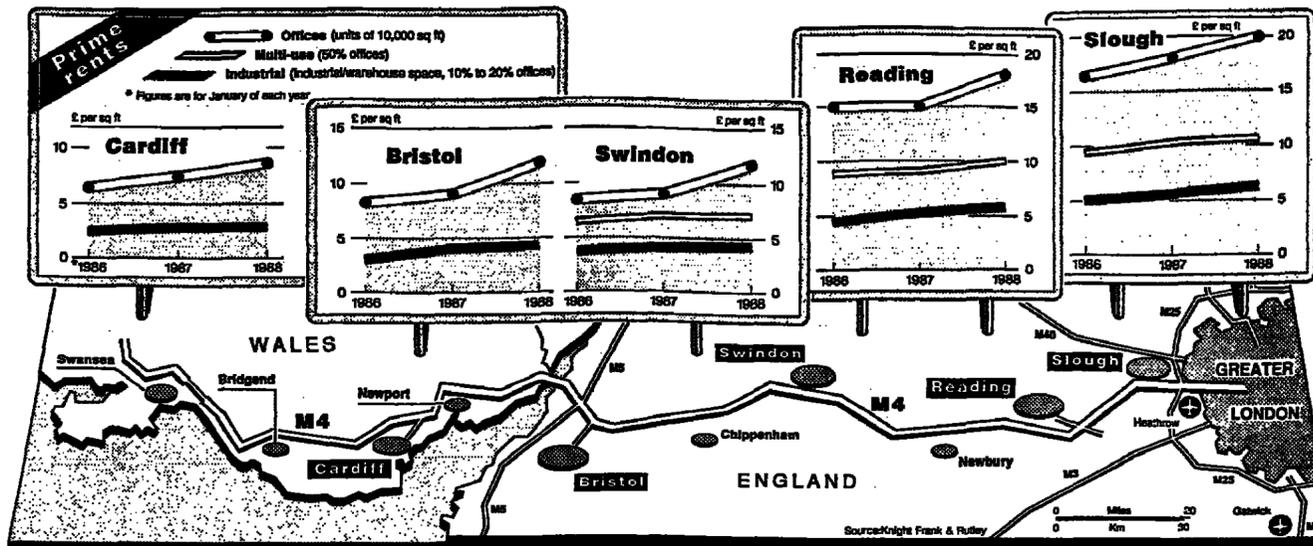 Prime
rents
Offices (units of 10,000 sq ft)
Multi-use (50% offices)
Industrial (industrial/warehouse space, 10% to 20% offices)
* Figures are for January of each year
£ per sq ft
Cardiff
10
5
0
*
1986
1987
1988
£ per sq ft
15
Bristol
10
5
0
1986
1987
1988
£ per sq ft
15
Swindon
10
5
0
1986
1987
1988
£ per sq ft
20
Reading
15
10
5
0
1986
1987
1988
£ per sq ft
20
Slough
15
10
5
0
1986
1987
1988
WALES
Swansea
Bridgend
Newport
M4
Cardiff
M5
M5
Bristol
Chippenham
Swindon
ENGLAND
M4
Reading
Newbury
M40
Slough
M25
GREATER
LONDON
Heathrow
M3
M25
Gatwick
0 Miles 20
0 Km 30
Source:Knight Frank & Rutley